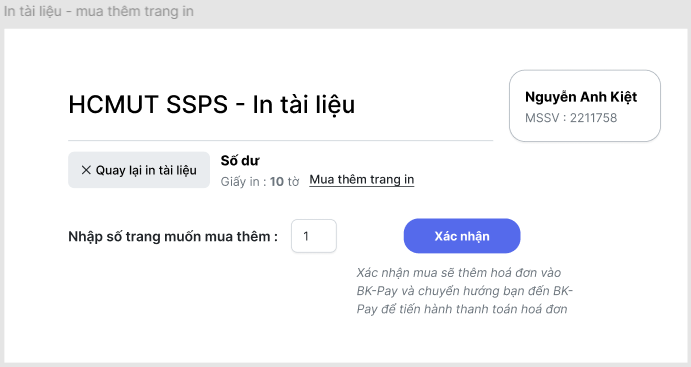 In tài liệu - mua thêm trang in
HCMUT SSPS - In tài liệu
Nguyễn Anh Kiệt
MSSV : 2211758
Quay lại in tài liệu
Số dư
Giấy in : 10 tờ Mua thêm trang in
Nhập số trang muốn mua thêm : 1 Xác nhận
Xác nhận mua sẽ thêm hoá đơn vào
BK-Pay và chuyển hướng bạn đến BK-
Pay để tiến hành thanh toán hoá đơn